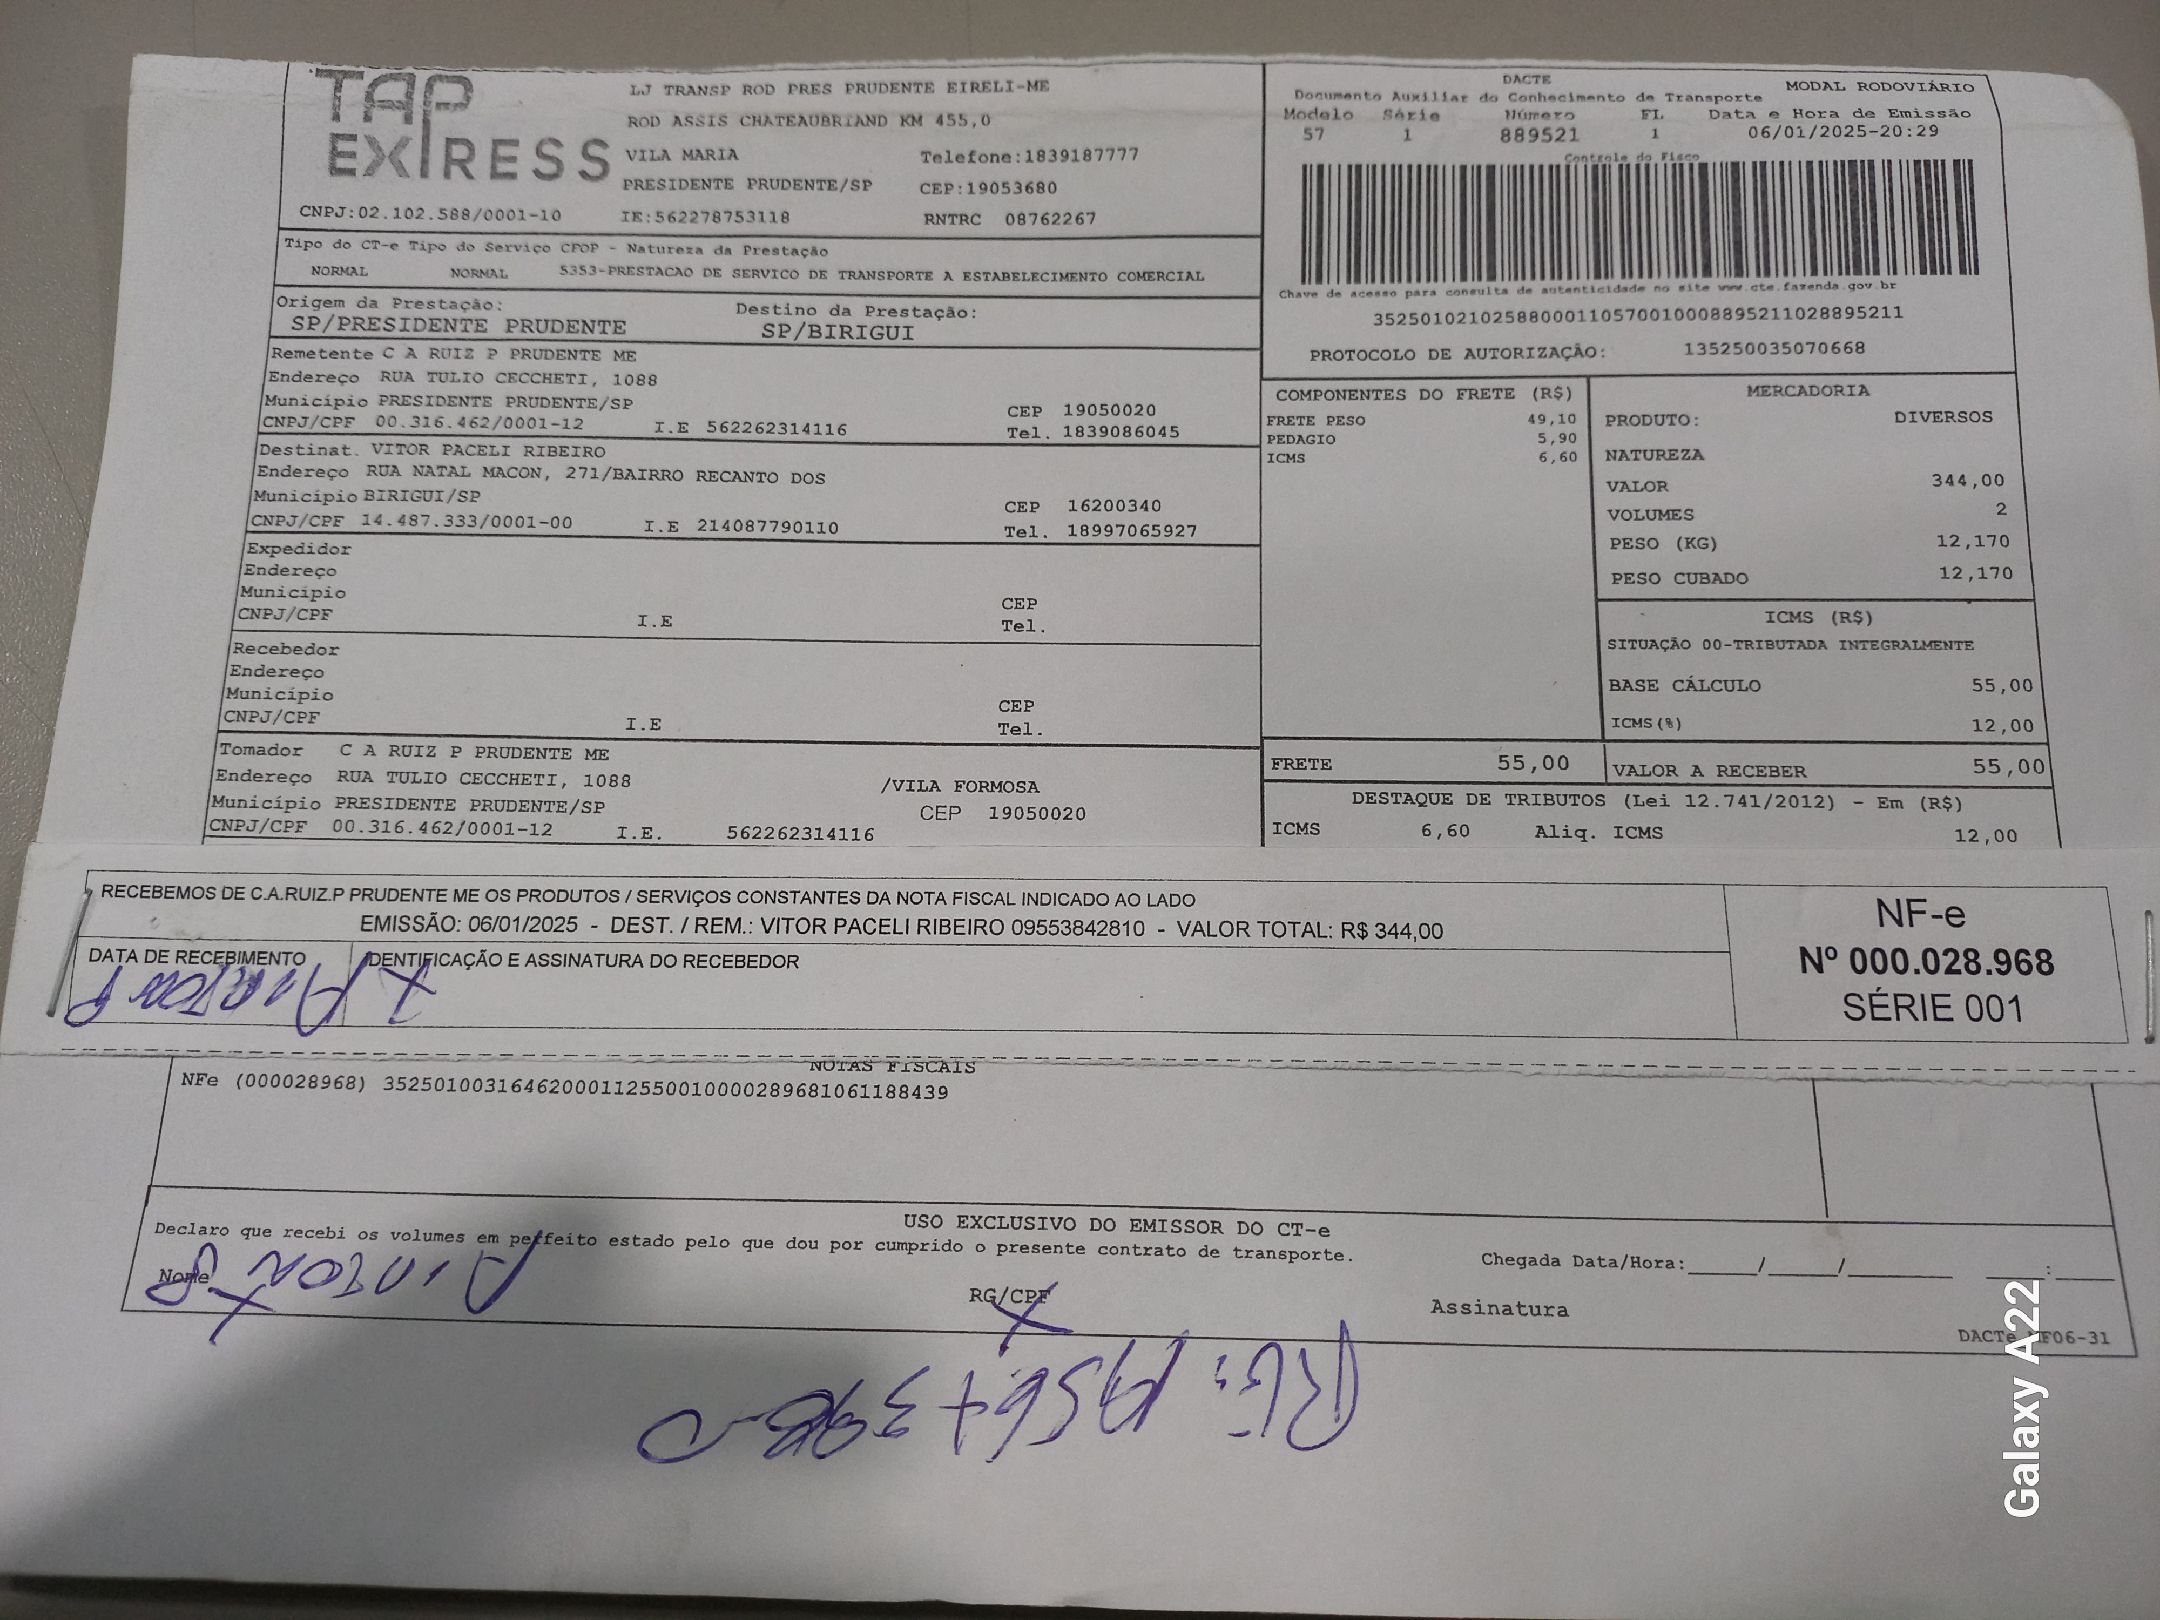 TAP EXPRESS
LJ TRANSP ROD PRES PRUDENTE EIRELI-ME
ROD ASSIS CHATEAUBRIAND KM 455,0
VILA MARIA Telefone:1839187777
PRESIDENTE PRUDENTE/SP CEP:19053680
CNPJ:02.102.588/0001-10 IE:562278753118 RNTRC 08762267
DACTE
Documento Auxiliar do Conhecimento de Transporte MODAL RODOVIÁRIO
Modelo Série Número FL Data e Hora de Emissão
57 1 889521 1 06/01/2025-20:29
Controle do Fisco
Chave de acesso para consulta de autenticidade no site www.cte.fazenda.gov.br
35250102102588000110570010008895211028895211
PROTOCOLO DE AUTORIZAÇÃO: 135250035070668
Tipo do CT-e Tipo do Serviço CFOP - Natureza da Prestação
NORMAL NORMAL 5353-PRESTACAO DE SERVICO DE TRANSPORTE A ESTABELECIMENTO COMERCIAL
Origem da Prestação: Destino da Prestação:
SP/PRESIDENTE PRUDENTE SP/BIRIGUI
Remetente C A RUIZ P PRUDENTE ME
Endereço RUA TULIO CECCHETI, 1088
Município PRESIDENTE PRUDENTE/SP CEP 19050020
CNPJ/CPF 00.316.462/0001-12 I.E 562262314116 Tel. 1839086045
Destinat. VITOR PACELI RIBEIRO
Endereço RUA NATAL MACON, 271/BAIRRO RECANTO DOS
Município BIRIGUI/SP CEP 16200340
CNPJ/CPF 14.487.333/0001-00 I.E 214087790110 Tel. 18997065927
Expedidor
Endereço
Município CEP
CNPJ/CPF I.E Tel.
Recebedor
Endereço
Município CEP
CNPJ/CPF I.E Tel.
Tomador C A RUIZ P PRUDENTE ME
Endereço RUA TULIO CECCHETI, 1088 /VILA FORMOSA
Município PRESIDENTE PRUDENTE/SP CEP 19050020
CNPJ/CPF 00.316.462/0001-12 I.E. 562262314116
COMPONENTES DO FRETE (R$)
FRETE PESO 49,10
PEDAGIO 5,90
ICMS 6,60
MERCADORIA
PRODUTO: DIVERSOS
NATUREZA
VALOR 344,00
VOLUMES 2
PESO (KG) 12,170
PESO CUBADO 12,170
ICMS (R$)
SITUAÇÃO 00-TRIBUTADA INTEGRALMENTE
BASE CÁLCULO 55,00
ICMS(%) 12,00
FRETE 55,00 VALOR A RECEBER 55,00
DESTAQUE DE TRIBUTOS (Lei 12.741/2012) - Em (R$)
ICMS 6,60 Aliq. ICMS 12,00
RECEBEMOS DE C.A.RUIZ.P PRUDENTE ME OS PRODUTOS / SERVIÇOS CONSTANTES DA NOTA FISCAL INDICADO AO LADO
EMISSÃO: 06/01/2025 - DEST. / REM.: VITOR PACELI RIBEIRO 09553842810 - VALOR TOTAL: R$ 344,00
DATA DE RECEBIMENTO IDENTIFICAÇÃO E ASSINATURA DO RECEBEDOR
NF-e
Nº 000.028.968
SÉRIE 001
NOTAS FISCAIS
NFe (000028968) 35250100316462000112550010000289681061188439
USO EXCLUSIVO DO EMISSOR DO CT-e
Declaro que recebi os volumes em perfeito estado pelo que dou por cumprido o presente contrato de transporte.
Chegada Data/Hora:_____/_____/_______ ____:____
Nome RG/CPF Assinatura
DACTe
Galaxy A22